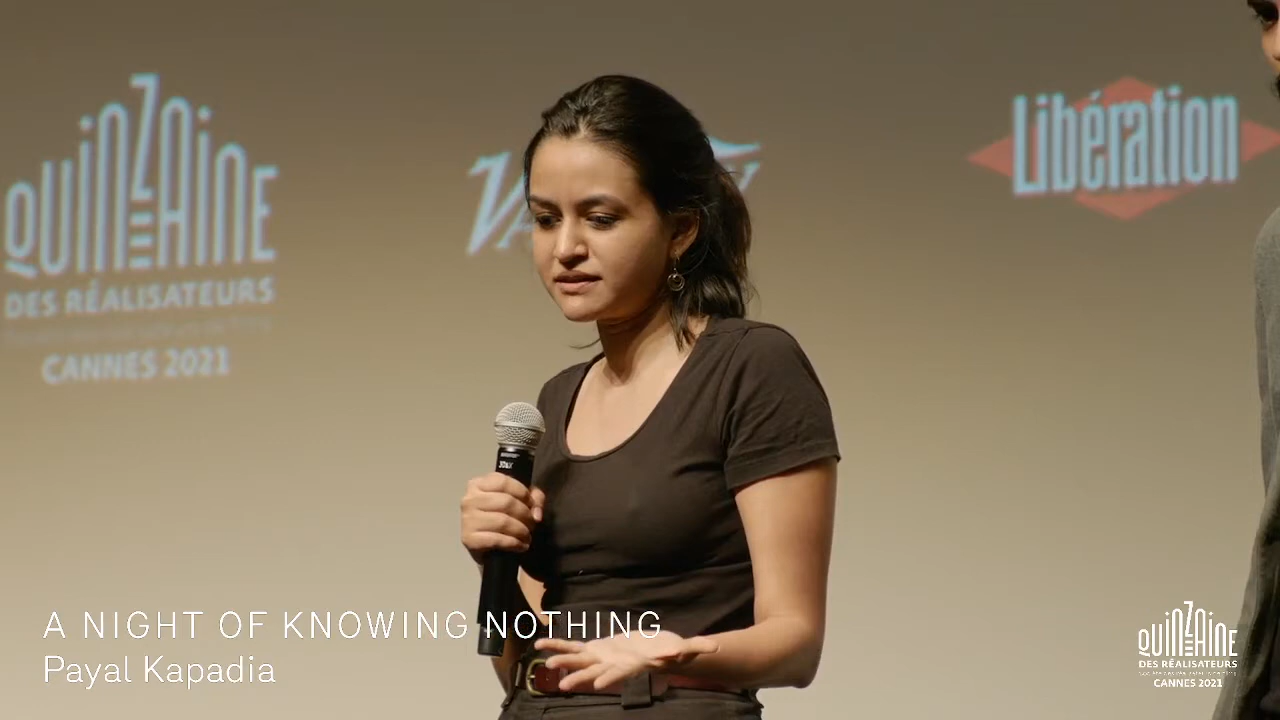 QUINZAINE
DES RÉALISATEURS
CANNES 2021
Libération
A NIGHT OF KNOWING NOTHING
Payal Kapadia
QUINZAINE
DES RÉALISATEURS
CANNES 2021